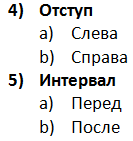 4) Отступ
a) Слева
b) Справа
5) Интервал
a) Перед
b) После